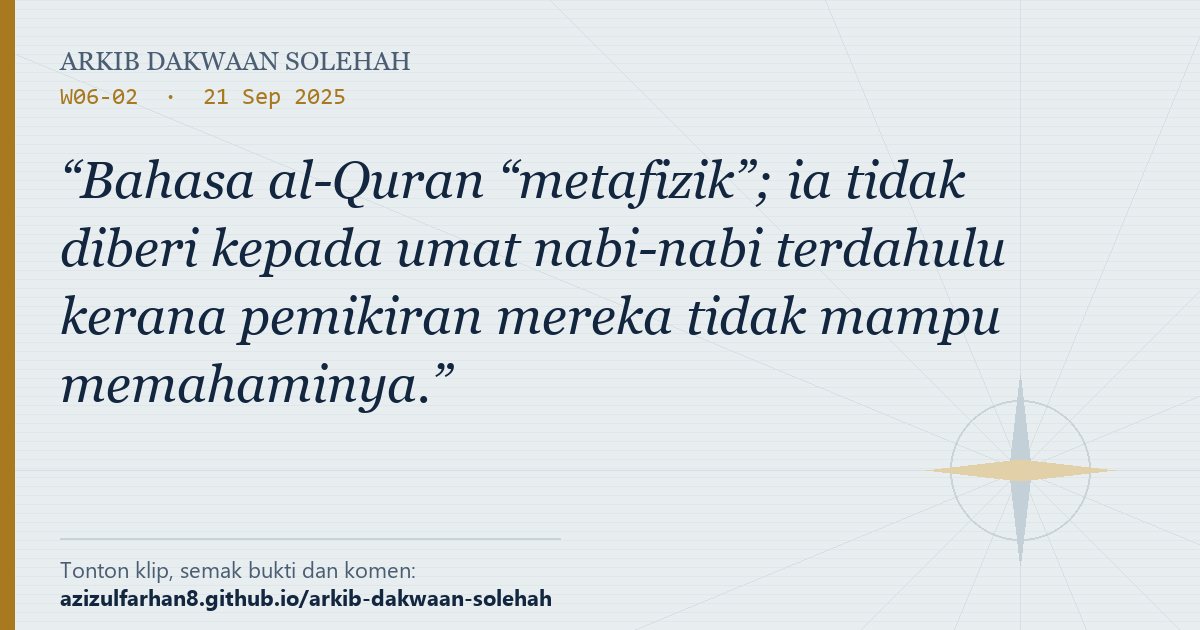 ARKIB DAKWAAN SOLEHAH
W06-02 · 21 Sep 2025
“Bahasa al-Quran “metafizik”; ia tidak
diberi kepada umat nabi-nabi terdahulu
kerana pemikiran mereka tidak mampu
memahaminya.”
Tonton klip, semak bukti dan komen:
azizulfarhan8.github.io/arkib-dakwaan-solehah